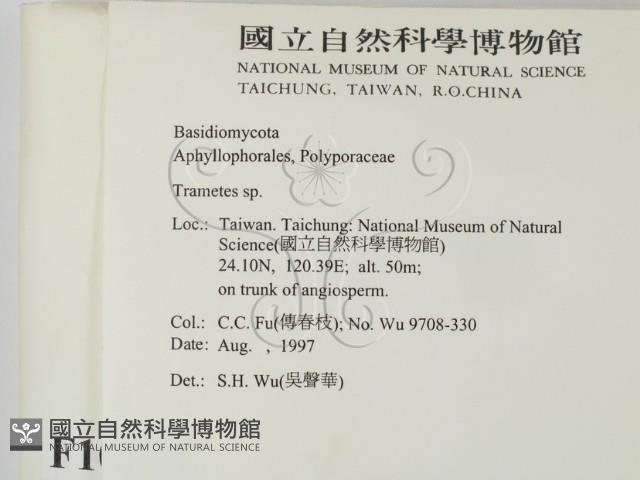 國立自然科學博物館
NATIONAL MUSEUM OF NATURAL SCIENCE
TAICHUNG, TAIWAN, R.O.CHINA
Basidiomycota
Aphyllophorales, Polyporaceae
Trametes sp.
Loc.: Taiwan. Taichung: National Museum of Natural
Science(國立自然科學博物館)
24.10N, 120.39E; alt. 50m;
on trunk of angiosperm.
Col.: C.C. Fu(傅春枝); No. Wu 9708-330
Date: Aug. , 1997
Det.: S.H. Wu(吳聲華)
國立自然科學博物館
NATIONAL MUSEUM OF NATURAL SCIENCE
F1